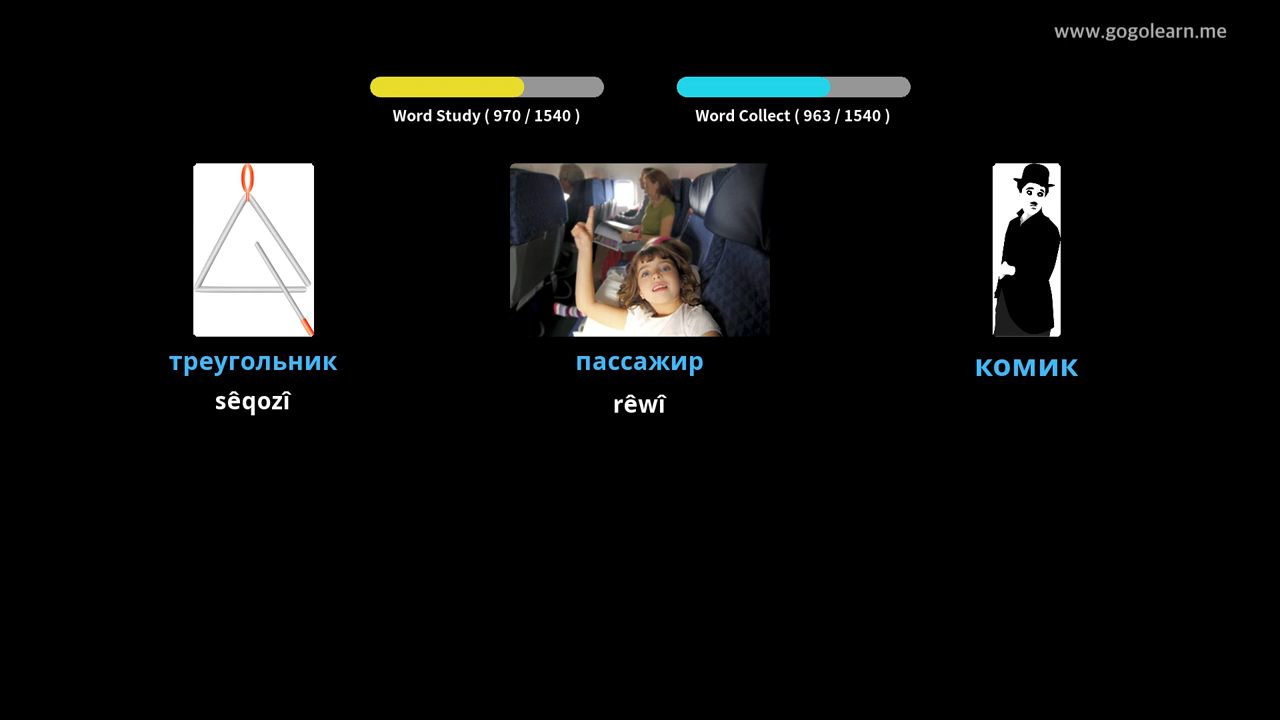 www.gogolearn.me
Word Study ( 970 / 1540 )
Word Collect ( 963 / 1540 )
треугольник
sêqozî
пассажир
rêwî
комик